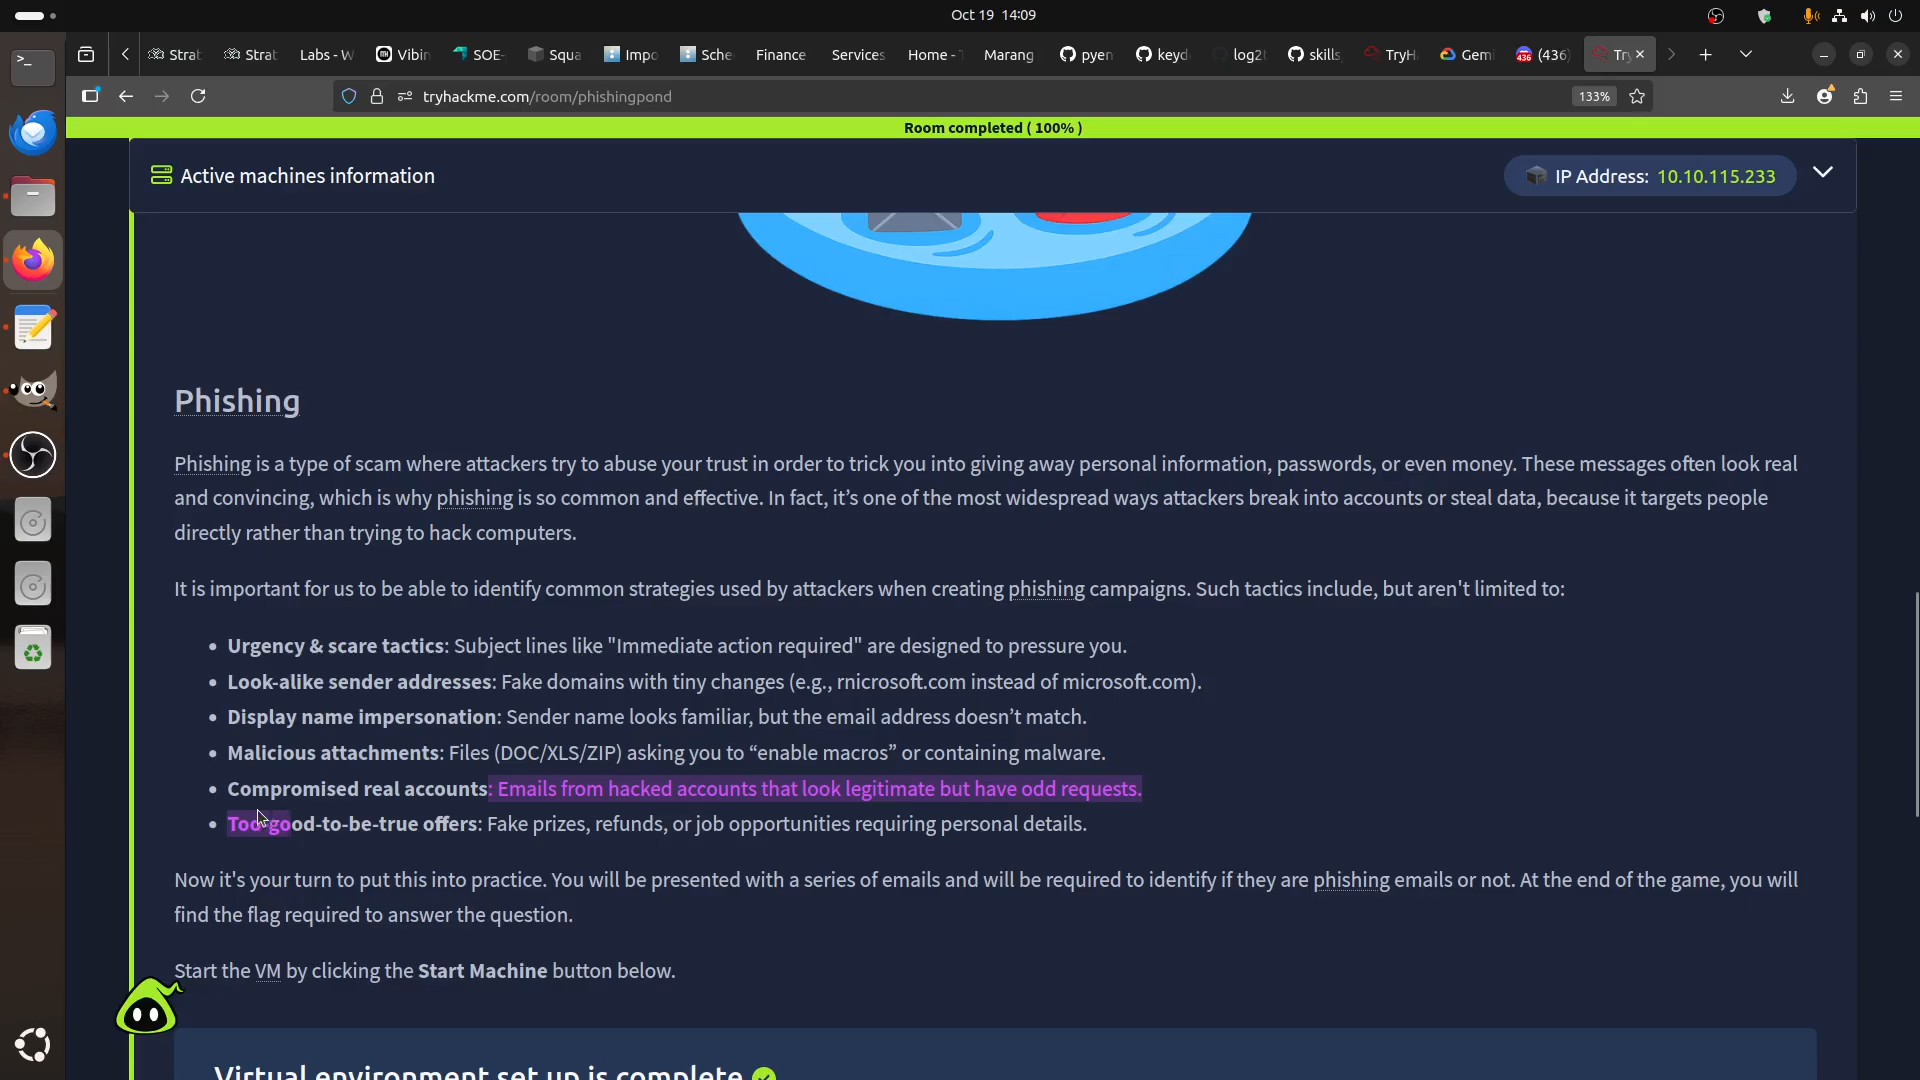 Oct 19 14:09
Strat
Strat
Labs - W
Vibin
SOE-
Squa
Impo
Sche
Finance
Services
Home -
Marang
pyen
keyd
log2
skills
TryH
Gemi
436
(436)
Try
tryhackme.com/room/phishingpond
133%
Room completed ( 100% )
Active machines information
IP Address: 10.10.115.233
Phishing
Phishing is a type of scam where attackers try to abuse your trust in order to trick you into giving away personal information, passwords, or even money. These messages often look real
and convincing, which is why phishing is so common and effective. In fact, it’s one of the most widespread ways attackers break into accounts or steal data, because it targets people
directly rather than trying to hack computers.
It is important for us to be able to identify common strategies used by attackers when creating phishing campaigns. Such tactics include, but aren't limited to:
• Urgency & scare tactics: Subject lines like "Immediate action required" are designed to pressure you.
• Look-alike sender addresses: Fake domains with tiny changes (e.g., rnicrosoft.com instead of microsoft.com).
• Display name impersonation: Sender name looks familiar, but the email address doesn’t match.
• Malicious attachments: Files (DOC/XLS/ZIP) asking you to “enable macros” or containing malware.
• Compromised real accounts: Emails from hacked accounts that look legitimate but have odd requests.
• Too-good-to-be-true offers: Fake prizes, refunds, or job opportunities requiring personal details.
Now it's your turn to put this into practice. You will be presented with a series of emails and will be required to identify if they are phishing emails or not. At the end of the game, you will
find the flag required to answer the question.
Start the VM by clicking the Start Machine button below.
Virtual environment set up is complete